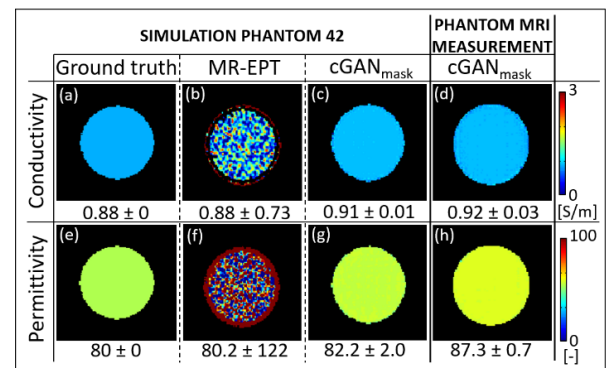 SIMULATION PHANTOM 42
PHANTOM MRI
MEASUREMENT
Ground truth MR-EPT cGANmask cGANmask
Conductivity
(a) (b) (c) (d)
3
0
[S/m]
0.88 ± 0 0.88 ± 0.73 0.91 ± 0.01 0.92 ± 0.03
Permittivity
(e) (f) (g) (h)
100
0
[-]
80 ± 0 80.2 ± 122 82.2 ± 2.0 87.3 ± 0.7